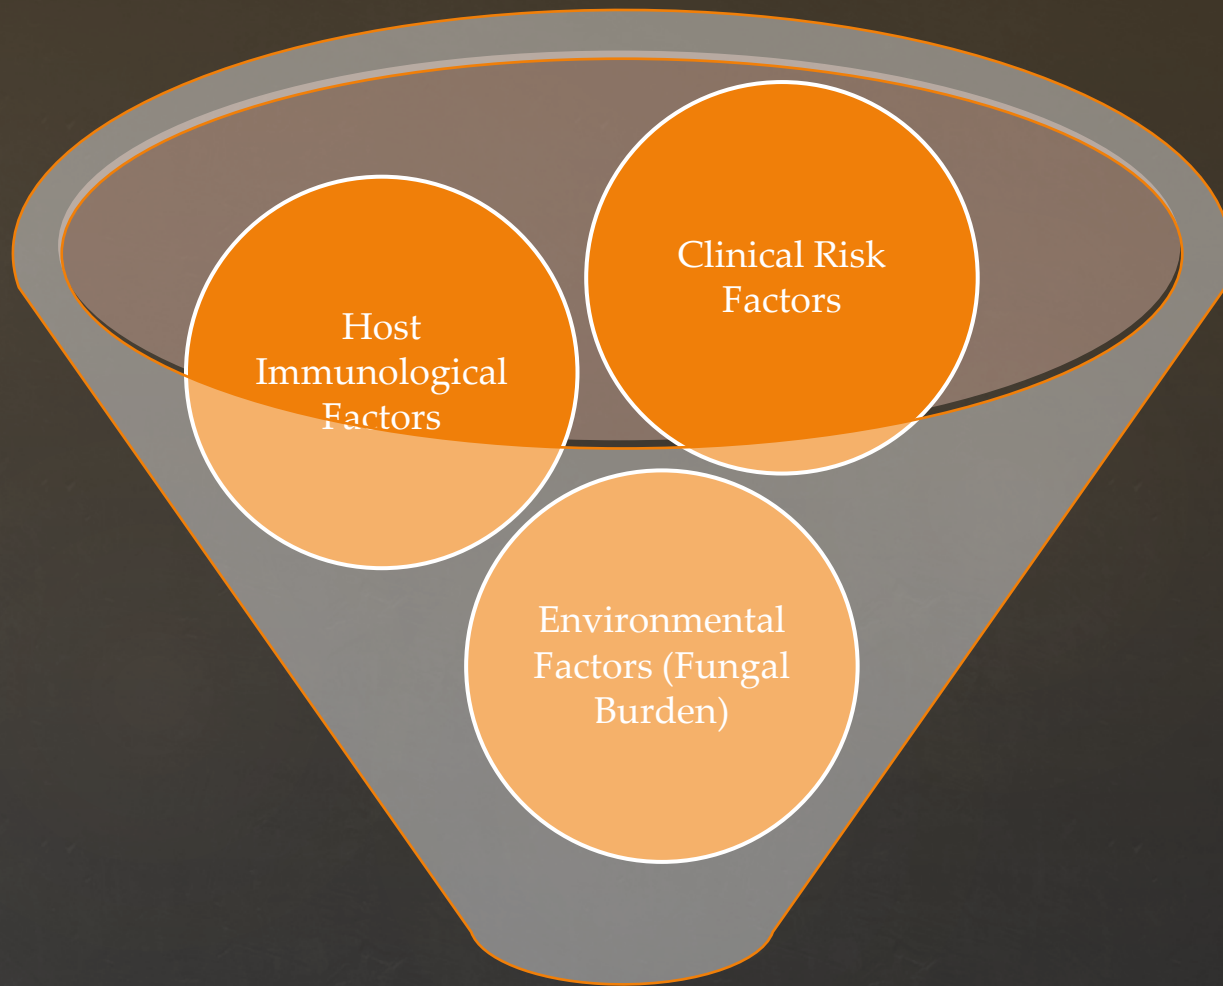 Clinical Risk
Factors
Host
Immunological
Factors
Environmental
Factors (Fungal
Burden)